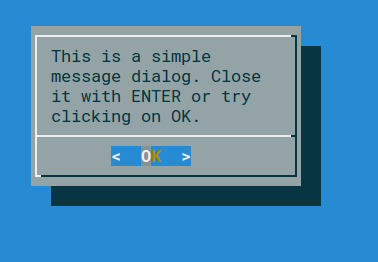 This is a simple
message dialog. Close
it with ENTER or try
clicking on OK.
<  OK  >